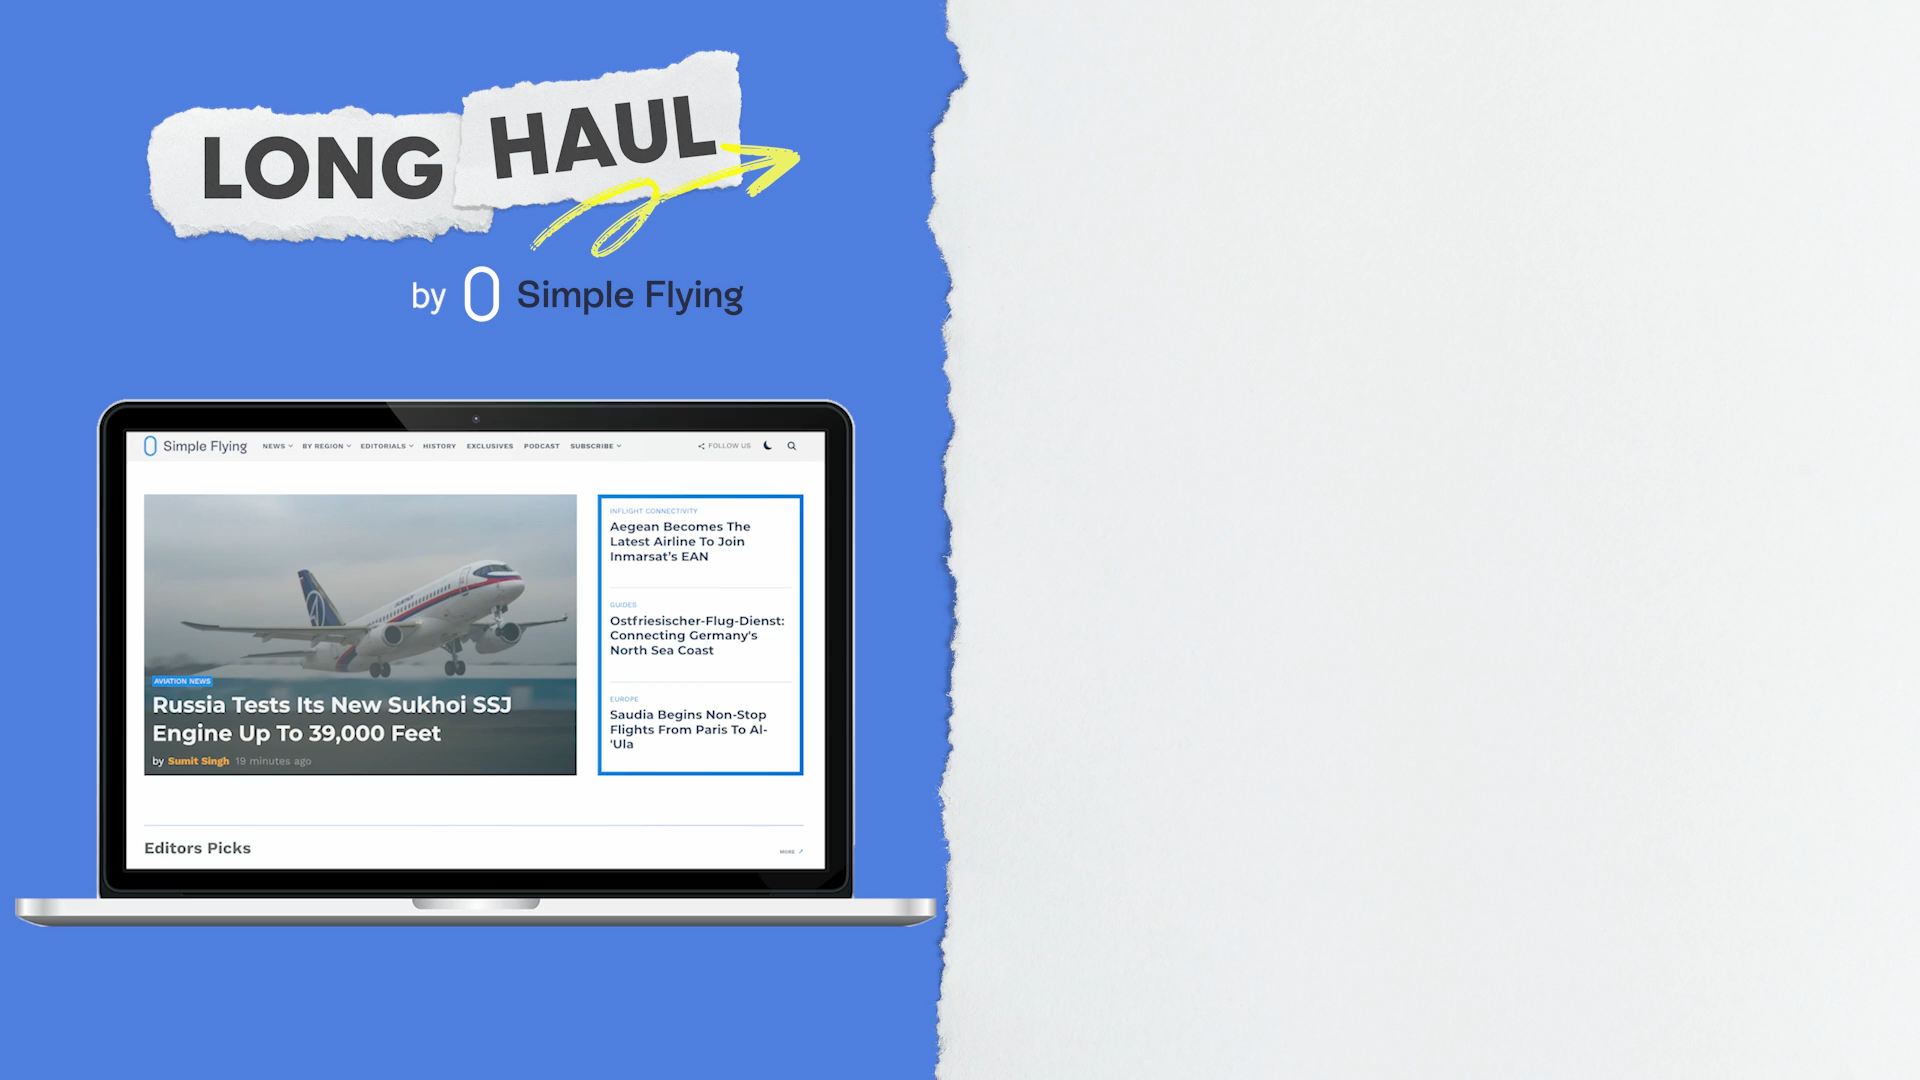 LONG HAUL
by Simple Flying
Simple Flying NEWS BY REGION EDITORIALS HISTORY EXCLUSIVES PODCAST SUBSCRIBE FOLLOW US
AVIATION NEWS
Russia Tests Its New Sukhoi SSJ
Engine Up To 39,000 Feet
by Sumit Singh 19 minutes ago
INFLIGHT CONNECTIVITY
Aegean Becomes The
Latest Airline To Join
Inmarsat's EAN
GUIDES
Ostfriesischer-Flug-Dienst:
Connecting Germany's
North Sea Coast
EUROPE
Saudia Begins Non-Stop
Flights From Paris To Al-
'Ula
Editors Picks
MORE